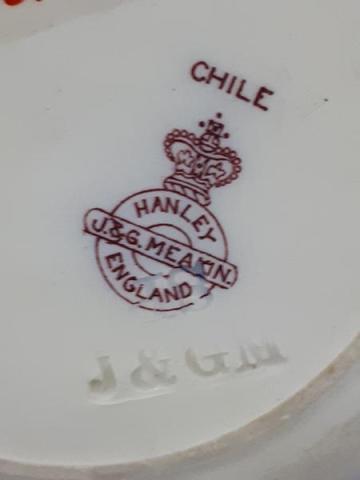 CHILE
HANLEY
J.&G. MEAKIN.
ENGLAND
J & G M